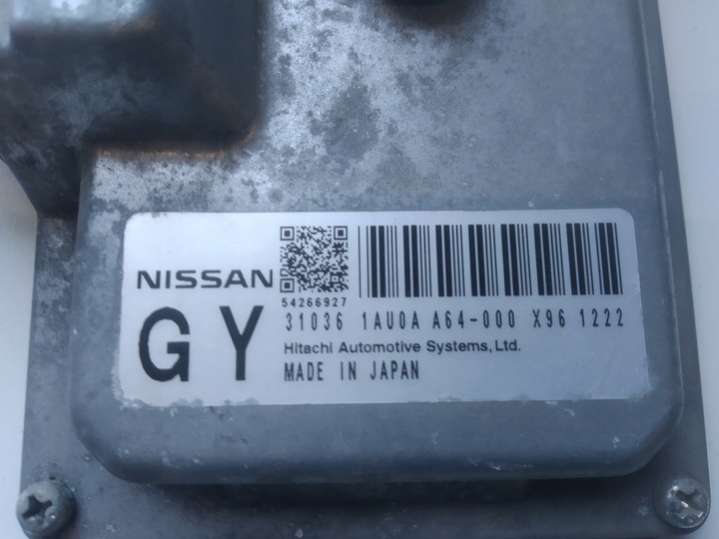 NISSAN
54266927
GY
31036 1AU0A A64-000 X96 1222
Hitachi Automotive Systems, Ltd.
MADE IN JAPAN